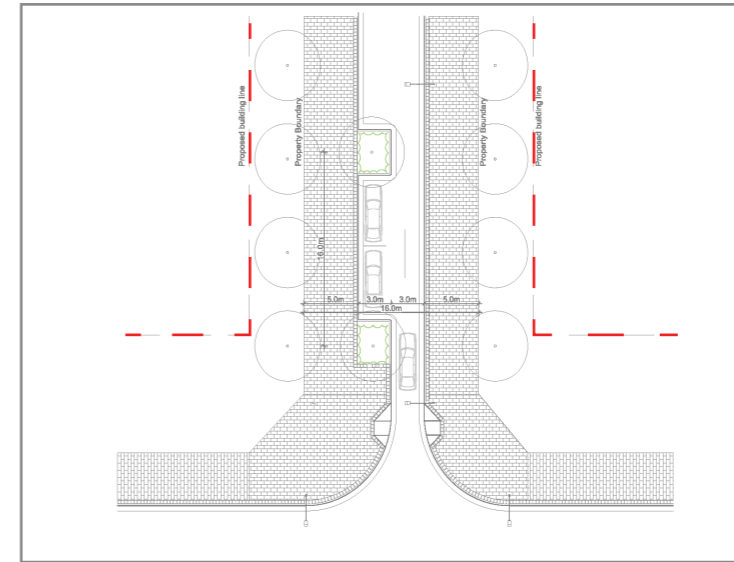 Proposed building line
Property Boundary
Property Boundary
Proposed building line
16.0m
5.0m
3.0m
3.0m
5.0m
16.0m